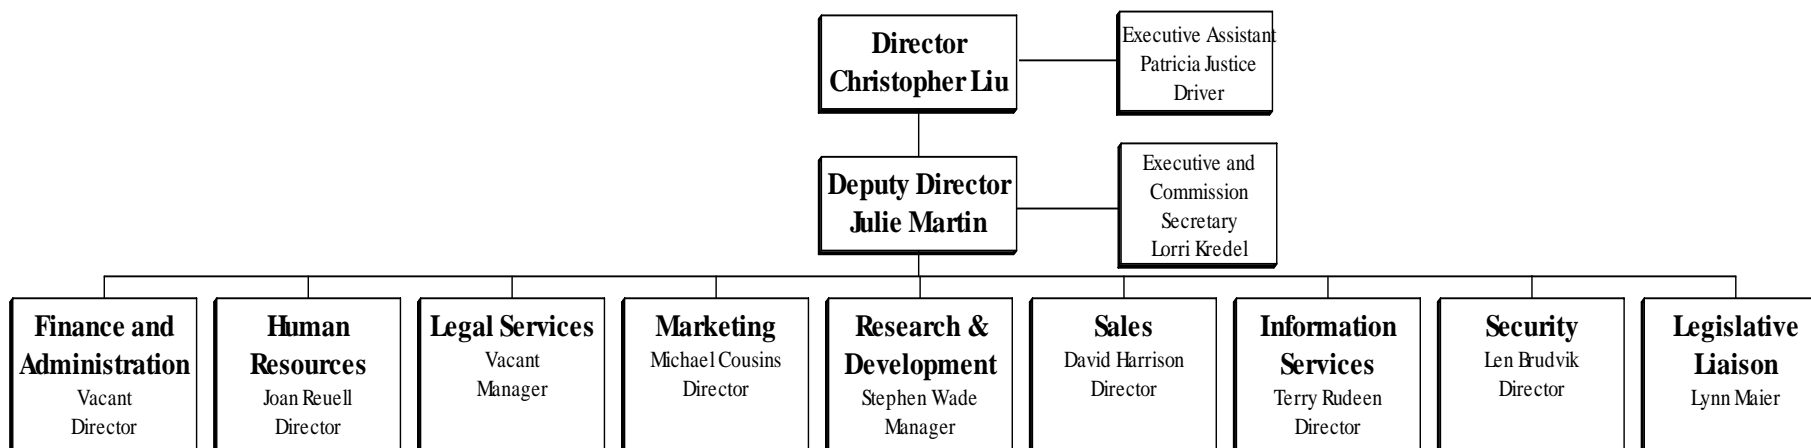 Director
Christopher Liu
Executive Assistant
Patricia Justice
Driver
Deputy Director
Julie Martin
Executive and
Commission
Secretary
Lorri Kredel
Finance and
Administration
Vacant
Director
Human
Resources
Joan Reuell
Director
Legal Services
Vacant
Manager
Marketing
Michael Cousins
Director
Research &
Development
Stephen Wade
Manager
Sales
David Harrison
Director
Information
Services
Terry Rudeen
Director
Security
Len Brudvik
Director
Legislative
Liaison
Lynn Maier